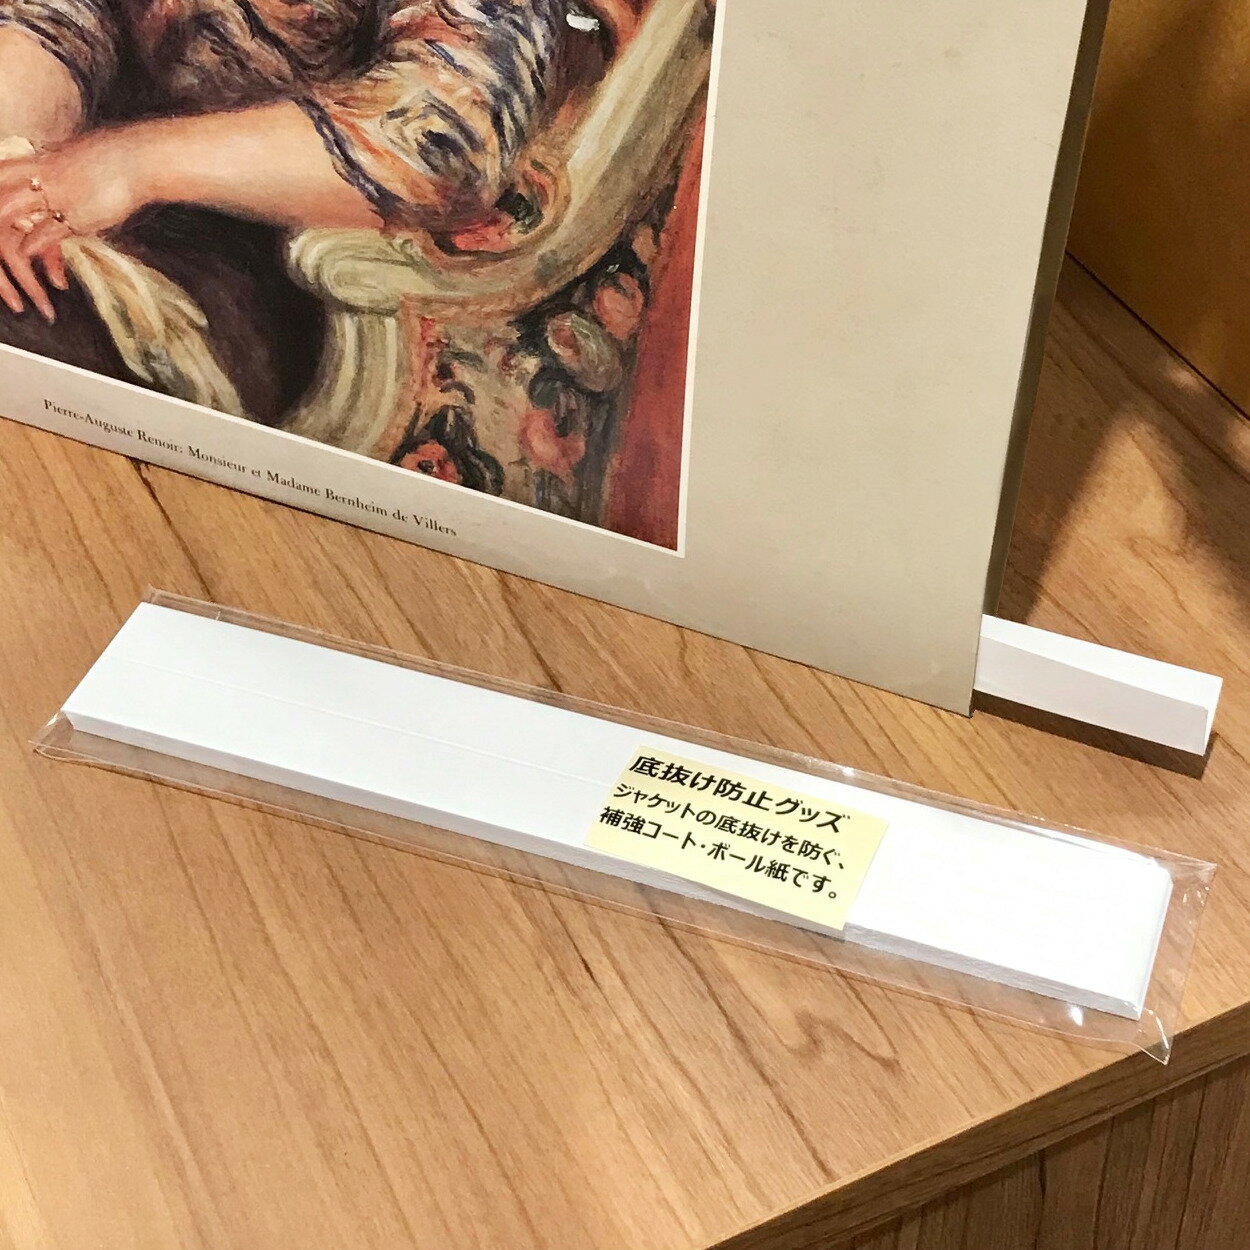 Pierre-Auguste Renoir: Monsieur et Madame Bernheim de Villers
底抜け防止グッズ
ジャケットの底抜けを防ぐ、
補強コート・ボール紙です。